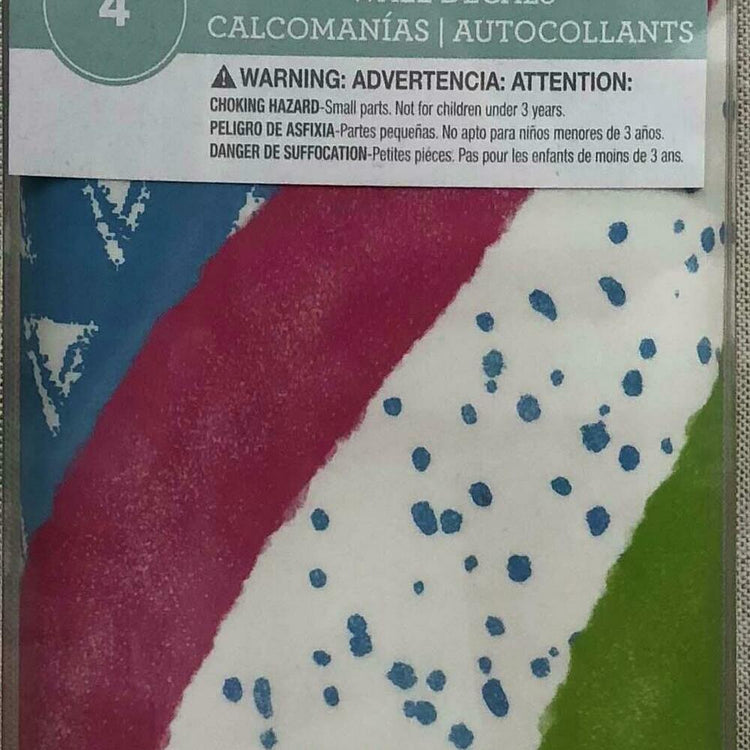 4
WALL DECALS
CALCOMANÍAS | AUTOCOLLANTS
WARNING: ADVERTENCIA: ATTENTION:
CHOKING HAZARD-Small parts. Not for children under 3 years.
PELIGRO DE ASFIXIA-Partes pequeñas. No apto para niños menores de 3 años.
DANGER DE SUFFOCATION-Petites piéces. Pas pour les enfants de moins de 3 ans.